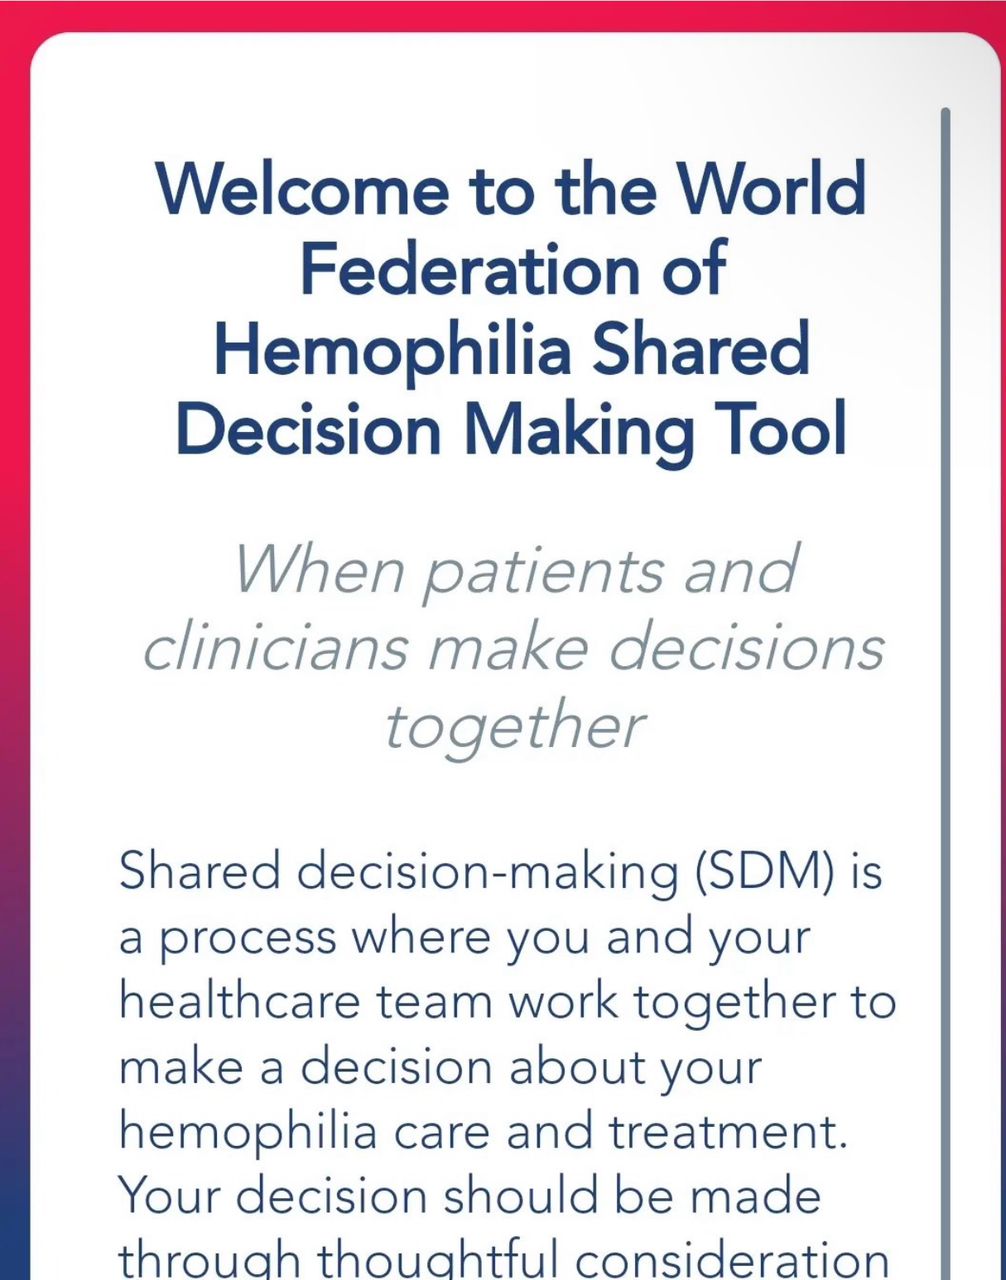 Welcome to the World
Federation of
Hemophilia Shared
Decision Making Tool
When patients and
clinicians make decisions
together
Shared decision-making (SDM) is
a process where you and your
healthcare team work together to
make a decision about your
hemophilia care and treatment.
Your decision should be made
through thoughtful consideration